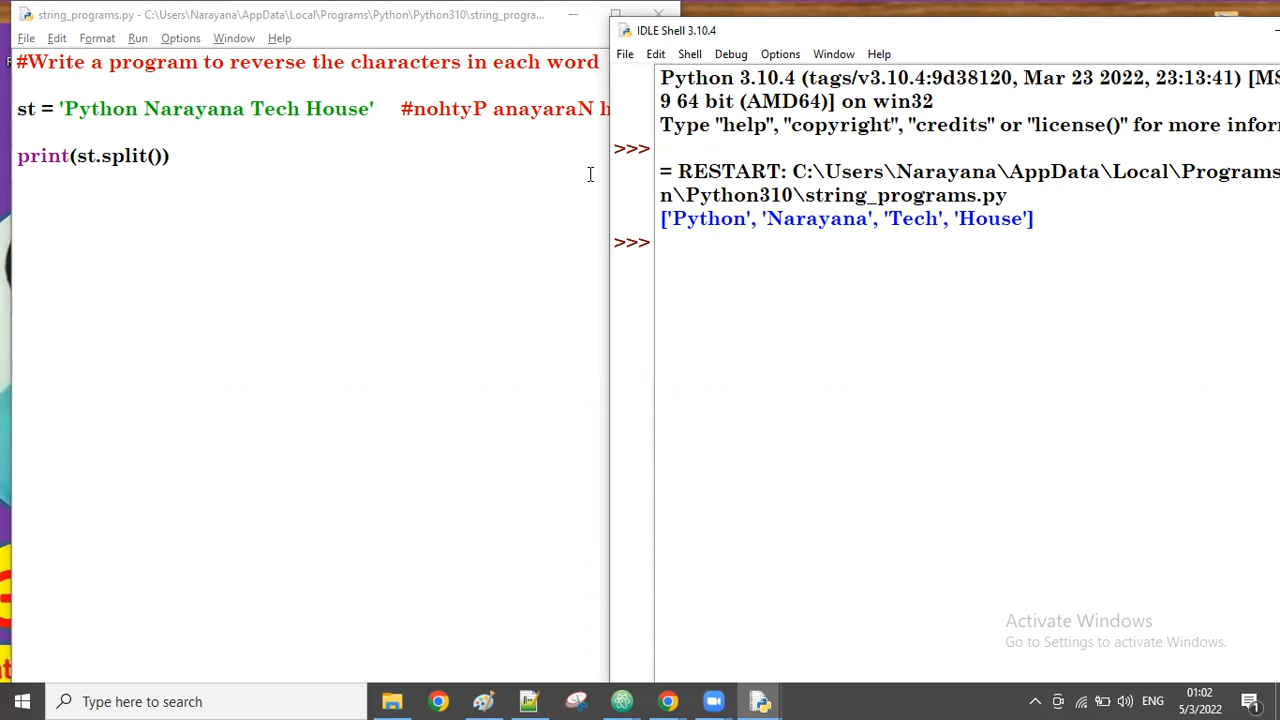 string_programs.py - C:\Users\Narayana\AppData\Local\Programs\Python\Python310\string_progra...
File Edit Format Run Options Window Help
#Write a program to reverse the characters in each word
st = 'Python Narayana Tech House' #nohtyP anayaraN h
print(st.split())
IDLE Shell 3.10.4
File Edit Shell Debug Options Window Help
Python 3.10.4 (tags/v3.10.4:9d38120, Mar 23 2022, 23:13:41) [MS
9 64 bit (AMD64)] on win32
Type "help", "copyright", "credits" or "license()" for more infor
>>>
= RESTART: C:\Users\Narayana\AppData\Local\Programs
n\Python310\string_programs.py
['Python', 'Narayana', 'Tech', 'House']
>>>
Activate Windows
Go to Settings to activate Windows.
Type here to search
ENG
01:02
5/3/2022